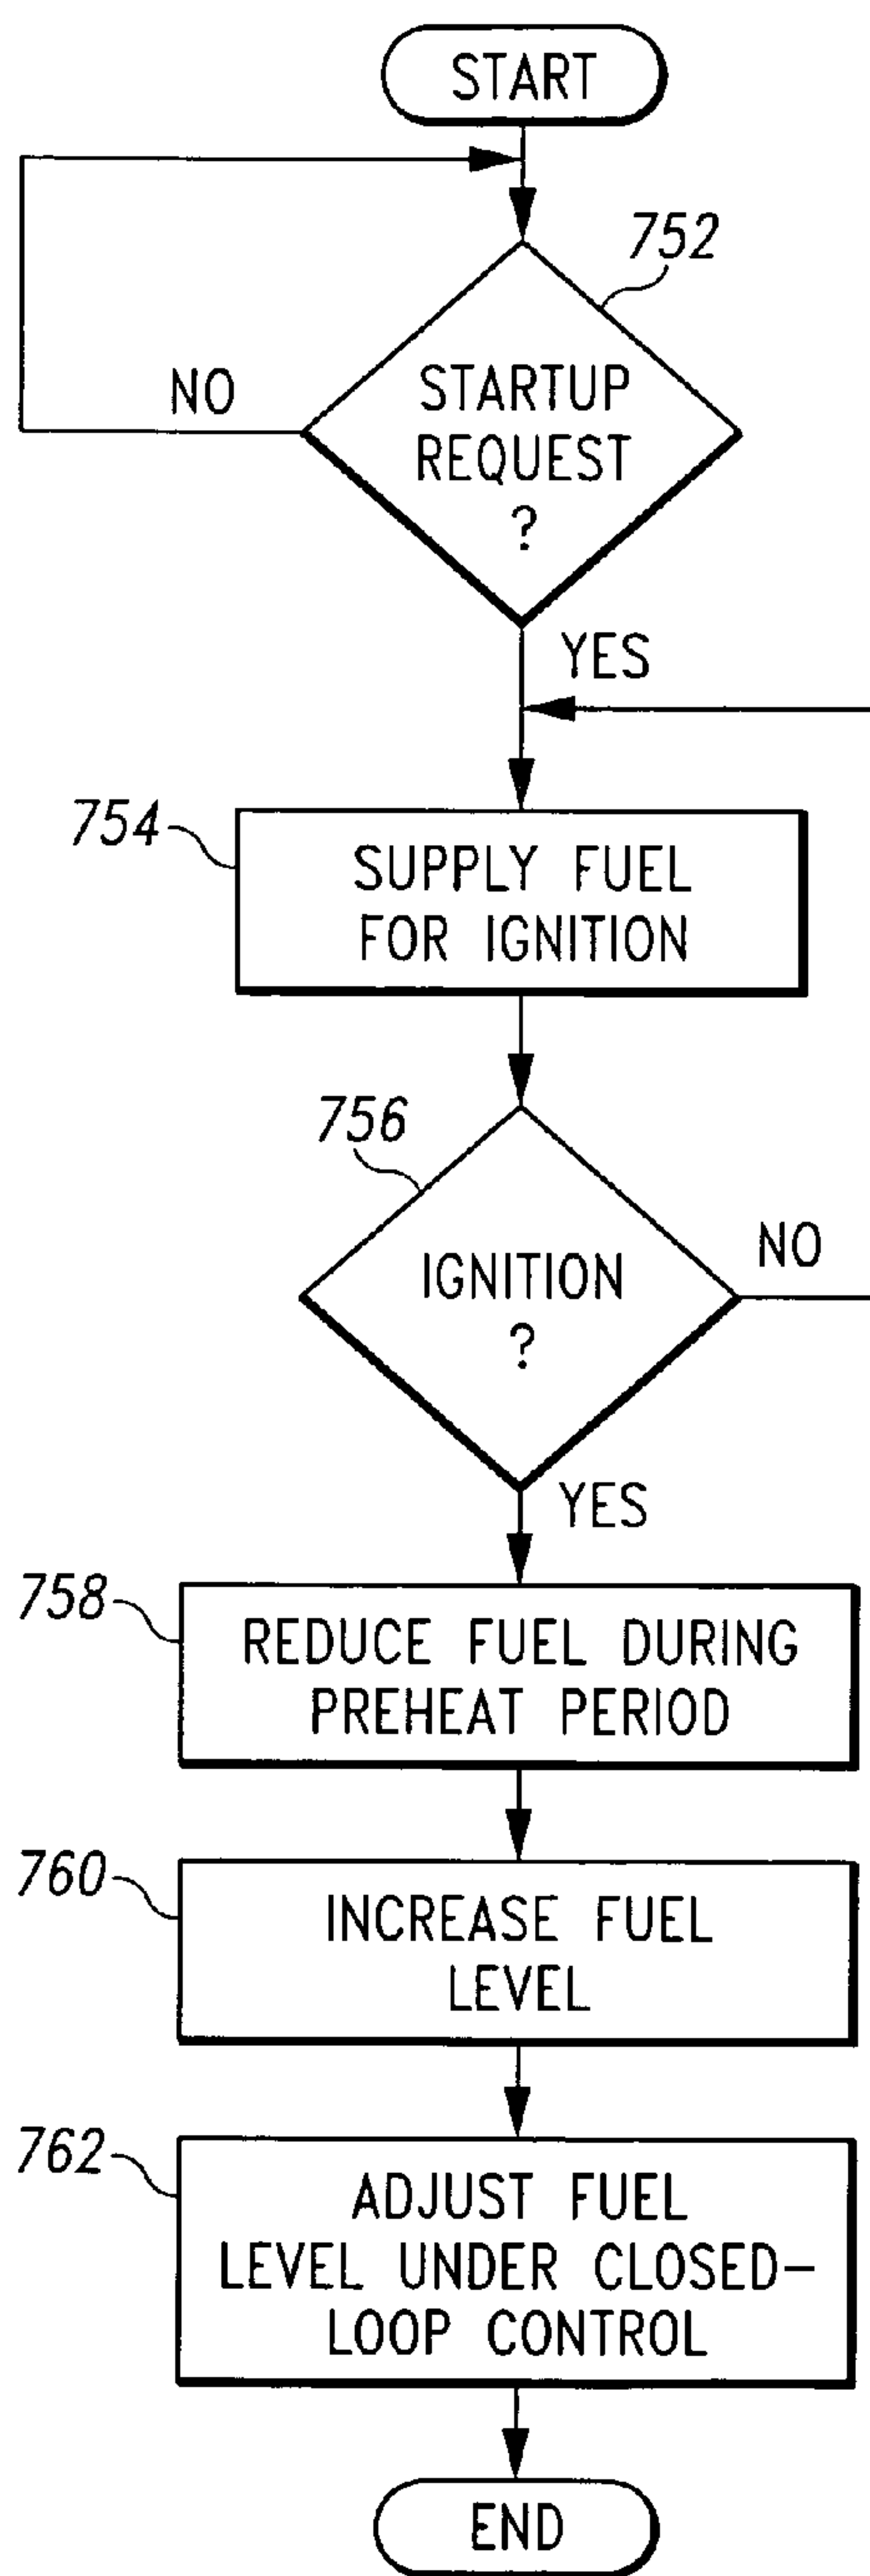 START
752
NO
STARTUP
REQUEST
?
YES
754
SUPPLY FUEL
FOR IGNITION
756
NO
IGNITION
?
YES
758
REDUCE FUEL DURING
PREHEAT PERIOD
760
INCREASE FUEL
LEVEL
762
ADJUST FUEL
LEVEL UNDER CLOSED-
LOOP CONTROL
END